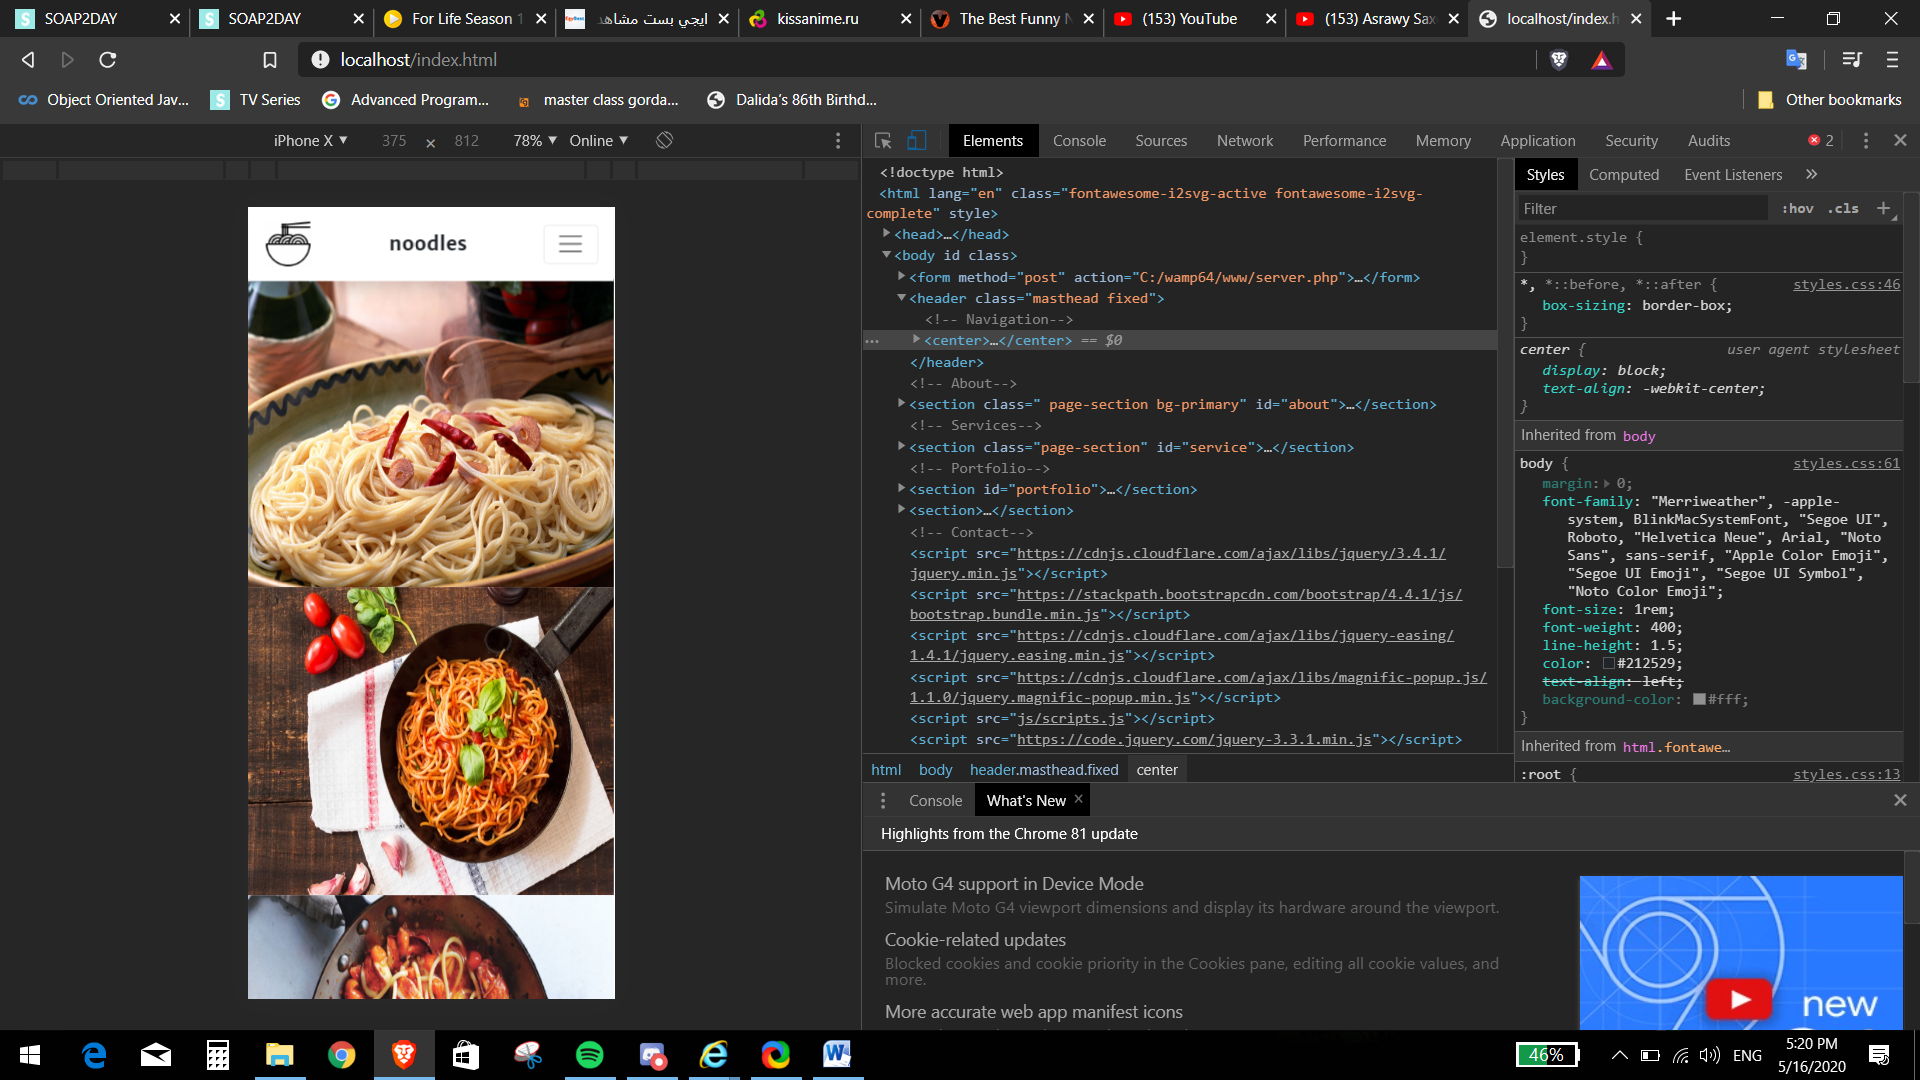 SOAP2DAY
SOAP2DAY
For Life Season 1
ايجي بست مشاهد
kissanime.ru
The Best Funny N
(153) YouTube
(153) Asrawy Sax
localhost/index.h
localhost/index.html
Object Oriented Jav...
TV Series
Advanced Program...
master class gorda...
Dalida's 86th Birthd...
Other bookmarks
iPhone X
375 × 812
78%
Online
Elements
Console
Sources
Network
Performance
Memory
Application
Security
Audits
2
noodles
<!doctype html>
<html lang="en" class="fontawesome-i2svg-active fontawesome-i2svg-
complete" style>
<head>…</head>
<body id class>
<form method="post" action="C:/wamp64/www/server.php">…</form>
<header class="masthead fixed">
<!-- Navigation-->
<center>…</center> == $0
</header>
<!-- About-->
<section class=" page-section bg-primary" id="about">…</section>
<!-- Services-->
<section class="page-section" id="service">…</section>
<!-- Portfolio-->
<section id="portfolio">…</section>
<section>…</section>
<!-- Contact-->
<script src="https://cdnjs.cloudflare.com/ajax/libs/jquery/3.4.1/
jquery.min.js"></script>
<script src="https://stackpath.bootstrapcdn.com/bootstrap/4.4.1/js/
bootstrap.bundle.min.js"></script>
<script src="https://cdnjs.cloudflare.com/ajax/libs/jquery-easing/
1.4.1/jquery.easing.min.js"></script>
<script src="https://cdnjs.cloudflare.com/ajax/libs/magnific-popup.js/
1.1.0/jquery.magnific-popup.min.js"></script>
<script src="js/scripts.js"></script>
<script src="https://code.jquery.com/jquery-3.3.1.min.js"></script>
html body header.masthead.fixed center
Styles
Computed
Event Listeners
Filter
:hov .cls
element.style {
}
*, *::before, *::after { styles.css:46
box-sizing: border-box;
}
center { user agent stylesheet
display: block;
text-align: -webkit-center;
}
Inherited from body
body { styles.css:61
margin: 0;
font-family: "Merriweather", -apple-
system, BlinkMacSystemFont, "Segoe UI",
Roboto, "Helvetica Neue", Arial, "Noto
Sans", sans-serif, "Apple Color Emoji",
"Segoe UI Emoji", "Segoe UI Symbol",
"Noto Color Emoji";
font-size: 1rem;
font-weight: 400;
line-height: 1.5;
color: #212529;
text-align: left;
background-color: #fff;
}
Inherited from html.fontawe…
:root { styles.css:13
Console
What's New
Highlights from the Chrome 81 update
Moto G4 support in Device Mode
Simulate Moto G4 viewport dimensions and display its hardware around the viewport.
Cookie-related updates
Blocked cookies and cookie priority in the Cookies pane, editing all cookie values, and
more.
More accurate web app manifest icons
new
46%
ENG
5:20 PM
5/16/2020